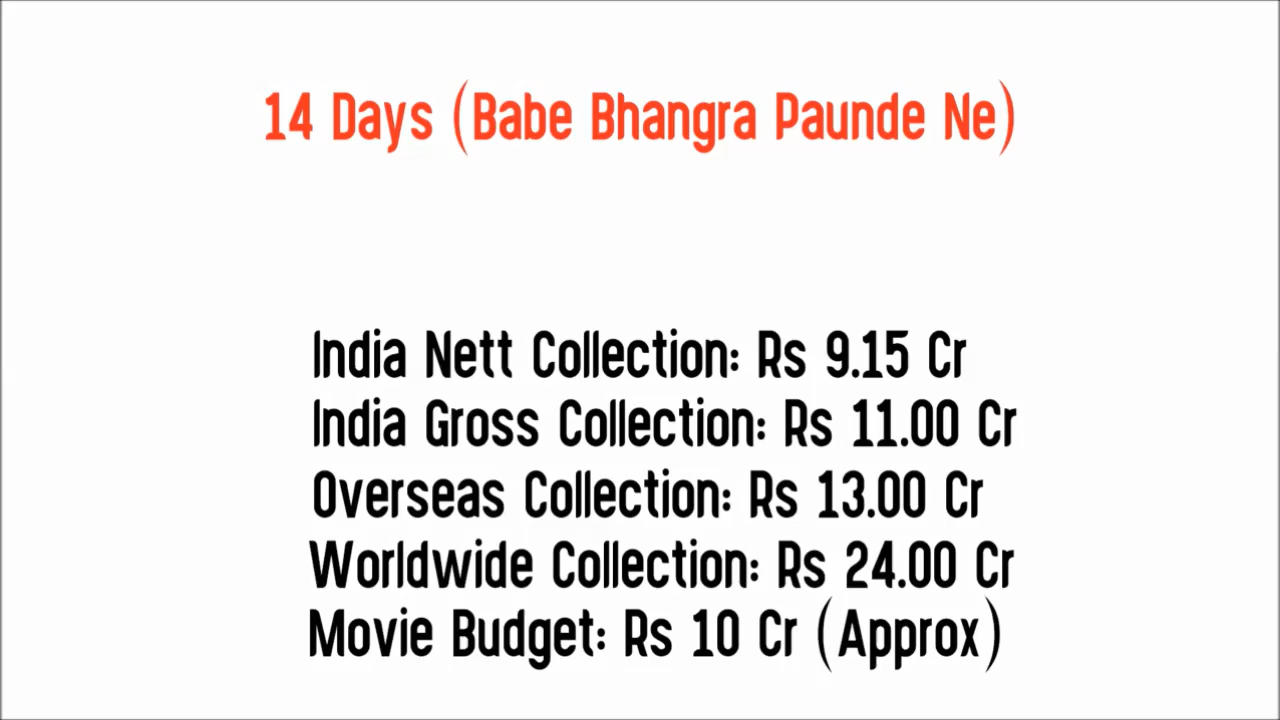 14 Days (Babe Bhangra Paunde Ne)
India Nett Collection: Rs 9.15 Cr
India Gross Collection: Rs 11.00 Cr
Overseas Collection: Rs 13.00 Cr
Worldwide Collection: Rs 24.00 Cr
Movie Budget: Rs 10 Cr (Approx)